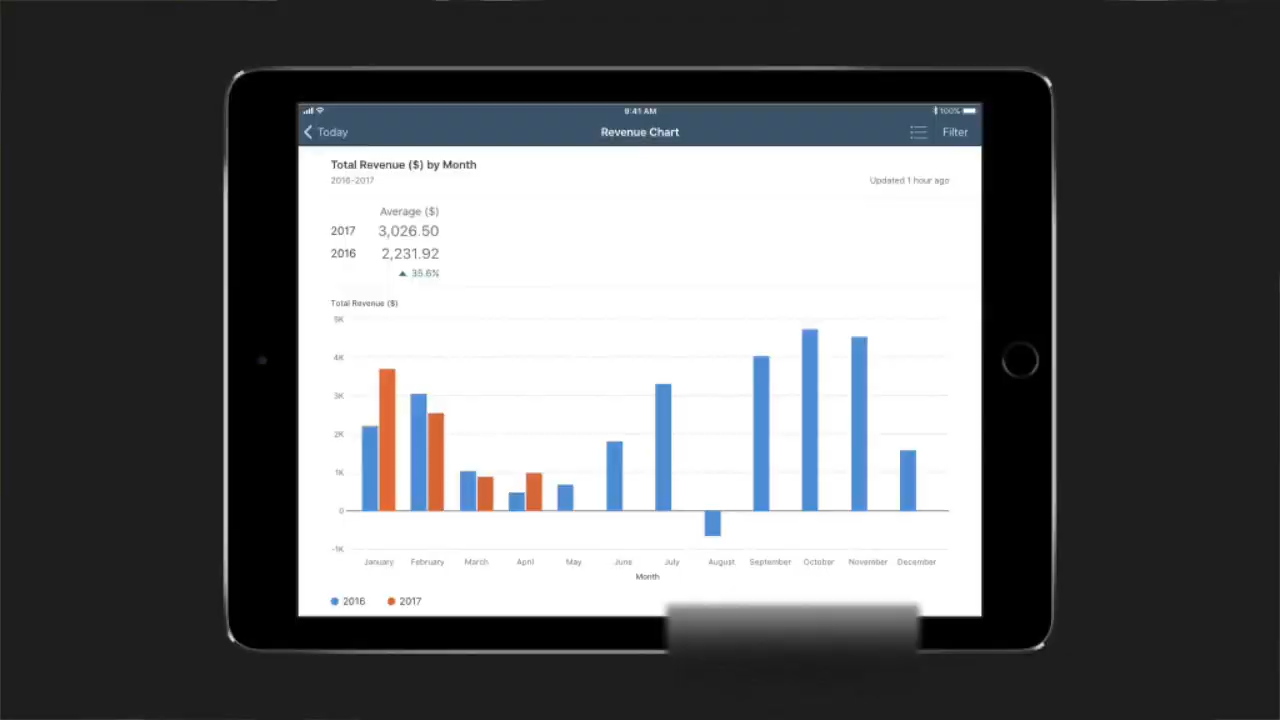 9:41 AM
100%
Today
Revenue Chart
Filter
Total Revenue ($) by Month
2016-2017
Updated 1 hour ago
Average ($)
2017 3,026.50
2016 2,231.92
▲ 35.6%
Total Revenue ($)
5K
4K
3K
2K
1K
0
-1K
January February March April May June July August September October November December
Month
2016 2017